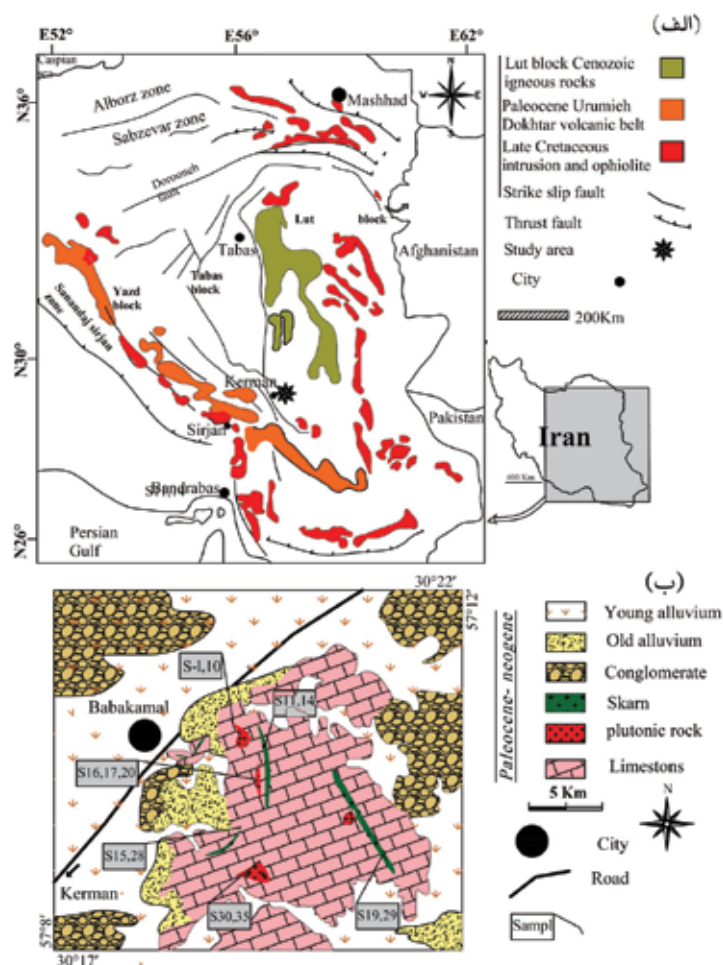 E52° E56° E62°
(الف)
Caspian
N36°
N30°
N26°
Alborz zone
Sabzevar zone
Dorouneh
fault
Mashhad
N
W
E
S
Lut
block
Tabas
Tabas
block
Afghanistan
Yazd
block
Sanandaj sirjan
zone
Kerman
Sirjan
Pakistan
Bandrabas
Persian
Gulf
Lut block Cenozoic
igneous rocks
Paleocene Urumieh
Dokhtar volcanic belt
Late Cretaceous
intrusion and ophiolite
Strike slip fault
Thrust fault
Study area
City
200Km
Iran
400 Km
(ب)
30°22'
57°12'
S-1,10
S11,14
Babakamal
S16,17,20
S15,28
Kerman
S30,35
S19,29
57°8'
30°17'
Paleocene- neogene
Young alluvium
Old alluvium
Conglomerate
Skarn
plutonic rock
Limestons
5 Km
N
City
Road
Sampl